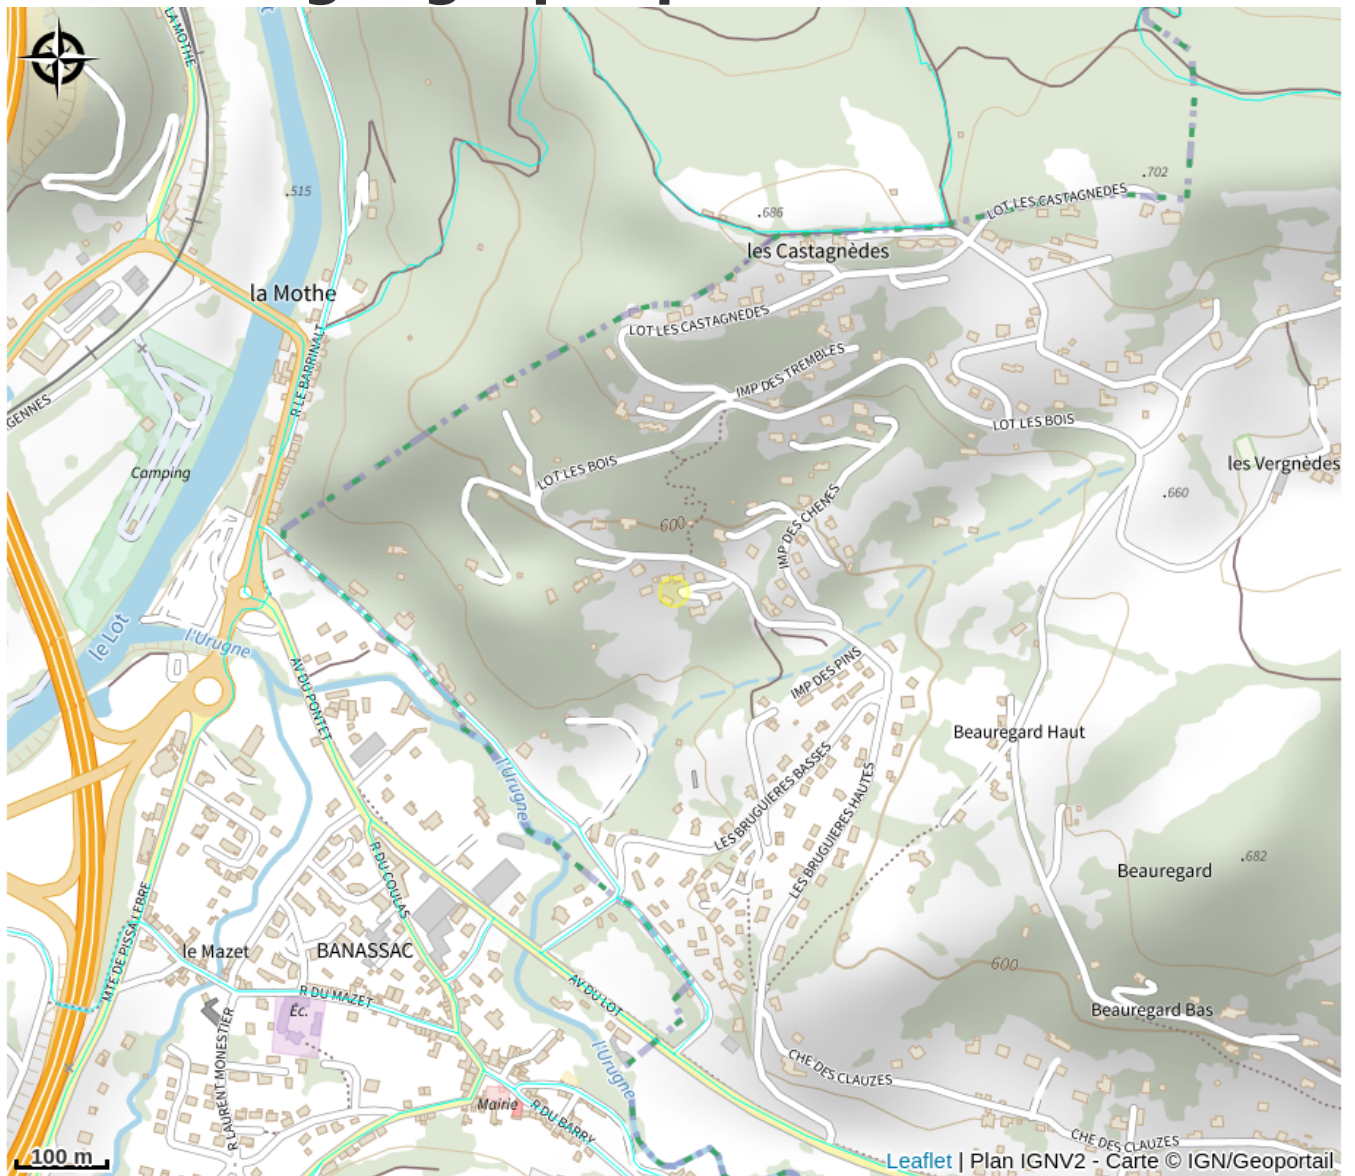 LA MOTHE
.515
la Mothe
R LE BARRINALT
GENNES
Camping
le Lot
l'Urugne
.702
LOT LES CASTAGNEDES
.686
les Castagnèdes
LOT LES CASTAGNEDES
IMP DES TREMBLES
LOT LES BOIS
LOT LES BOIS
les Vergnèdes
.660
600
IMP DES CHENES
AV DU PONTET
IMP DES PINS
Beauregard Haut
l'Urugne
LES BRUGUIERES BASSES
LES BRUGUIERES HAUTES
.682
Beauregard
R DU COULAS
MTE DE PISSALEBRE
le Mazet
BANASSAC
600
R DU MAZET
AV DU LOT
Éc.
Beauregard Bas
R LAURENT MONESTIER
l'Urugne
CHE DES CLAUZES
Mairie
R DU BARRY
CHE DES CLAUZES
100 m
Leaflet | Plan IGNV2 - Carte © IGN/Geoportail